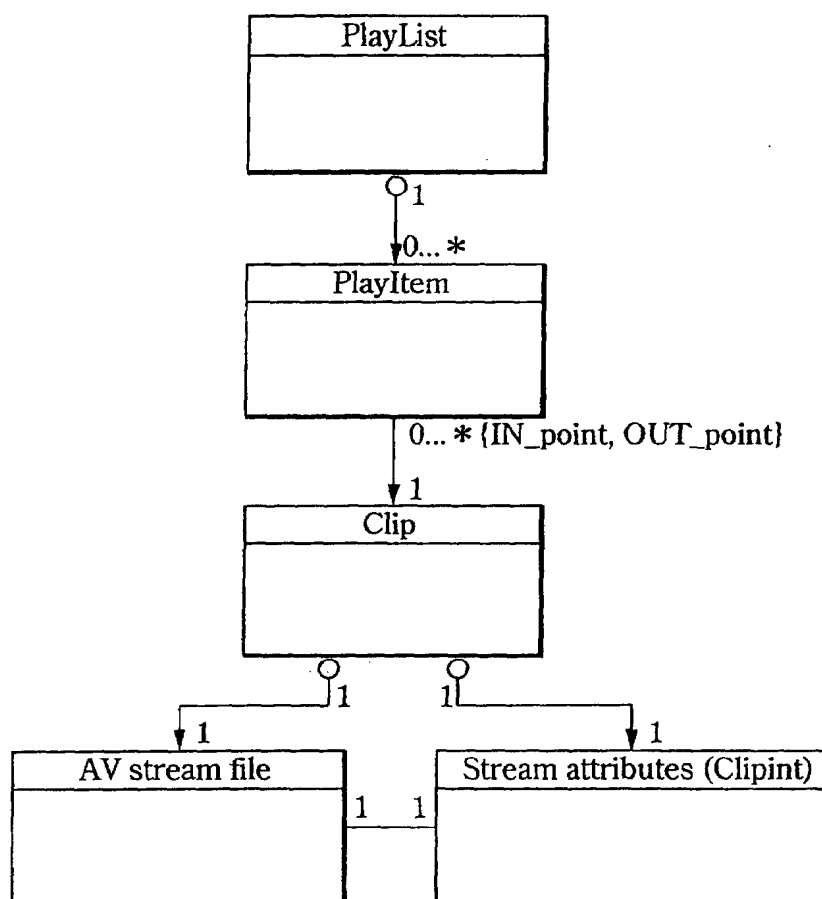 PlayList
1
0... *
PlayItem
0... * {IN_point, OUT_point}
1
Clip
1 1
1 1
AV stream file Stream attributes (Clipint)
1 1